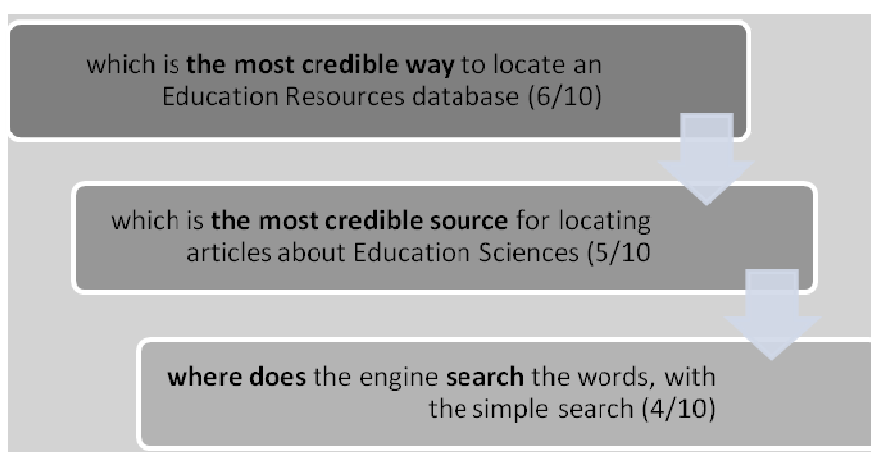 which is the most credible way to locate an
Education Resources database (6/10)
which is the most credible source for locating
articles about Education Sciences (5/10
where does the engine search the words, with
the simple search (4/10)